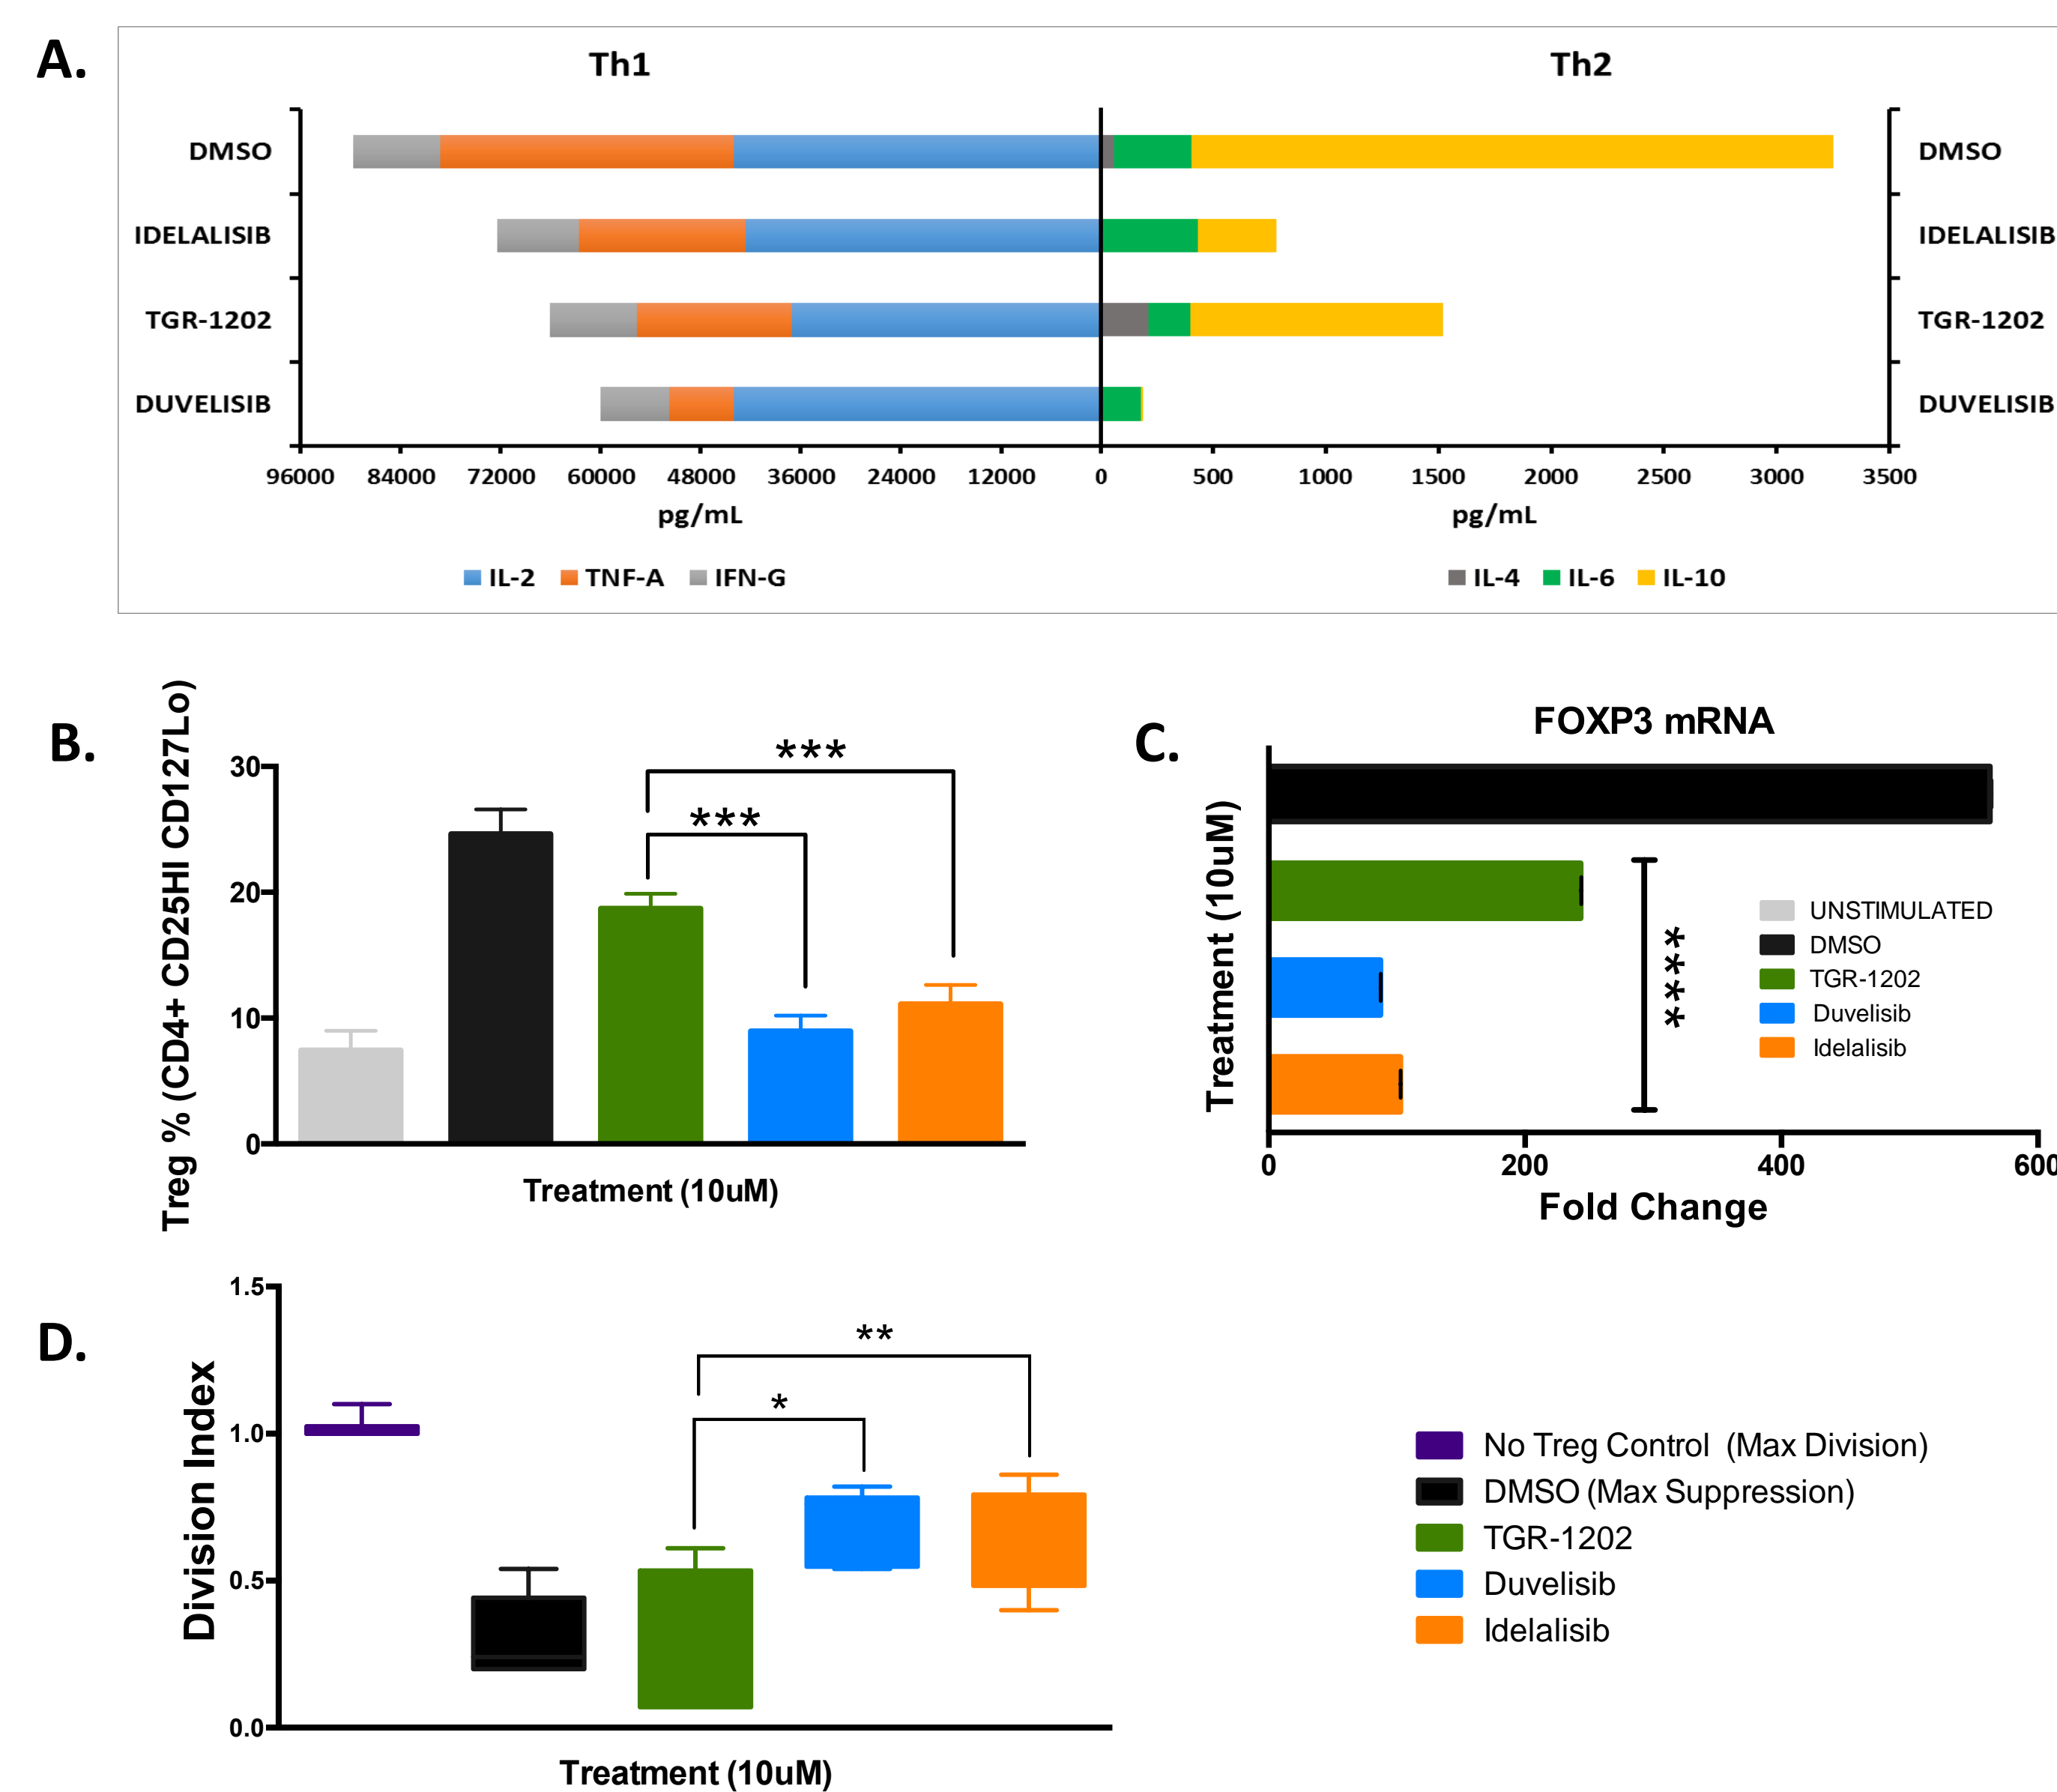 A.
Th1 Th2
DMSO DMSO
IDELALISIB IDELALISIB
TGR-1202 TGR-1202
DUVELISIB DUVELISIB
96000 84000 72000 60000 48000 36000 24000 12000 0 500 1000 1500 2000 2500 3000 3500
pg/mL pg/mL
IL-2 TNF-A IFN-G IL-4 IL-6 IL-10
B.
Treg % (CD4+ CD25HI CD127Lo)
30
20
10
0
***
***
Treatment (10uM)
C.
FOXP3 mRNA
Treatment (10uM)
****
UNSTIMULATED
DMSO
TGR-1202
Duvelisib
Idelalisib
0 200 400 600
Fold Change
D.
Division Index
1.5
1.0
0.5
0.0
**
*
Treatment (10uM)
No Treg Control (Max Division)
DMSO (Max Suppression)
TGR-1202
Duvelisib
Idelalisib